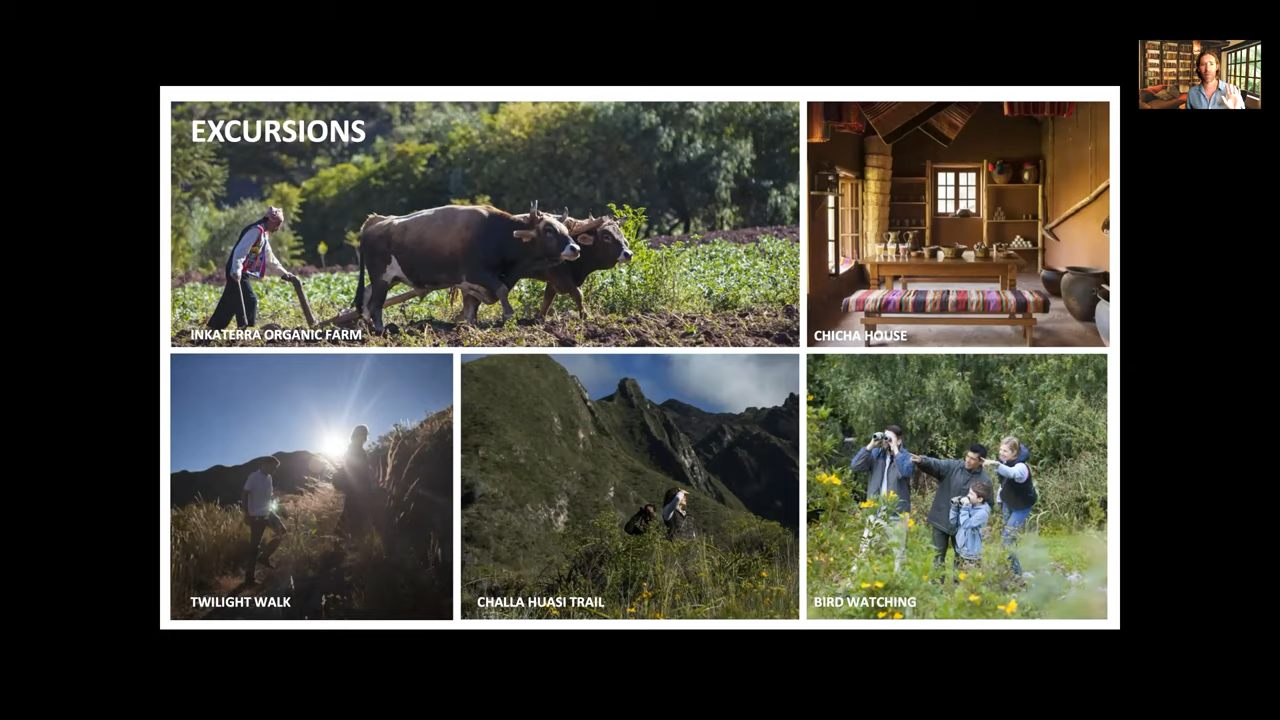 EXCURSIONS
INKATERRA ORGANIC FARM
CHICHA HOUSE
TWILIGHT WALK
CHALLA HUASI TRAIL
BIRD WATCHING